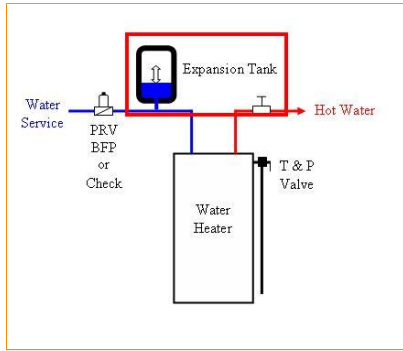 Expansion Tank
Water
Service
Hot Water
PRV
BFP
or
Check
T & P
Valve
Water
Heater